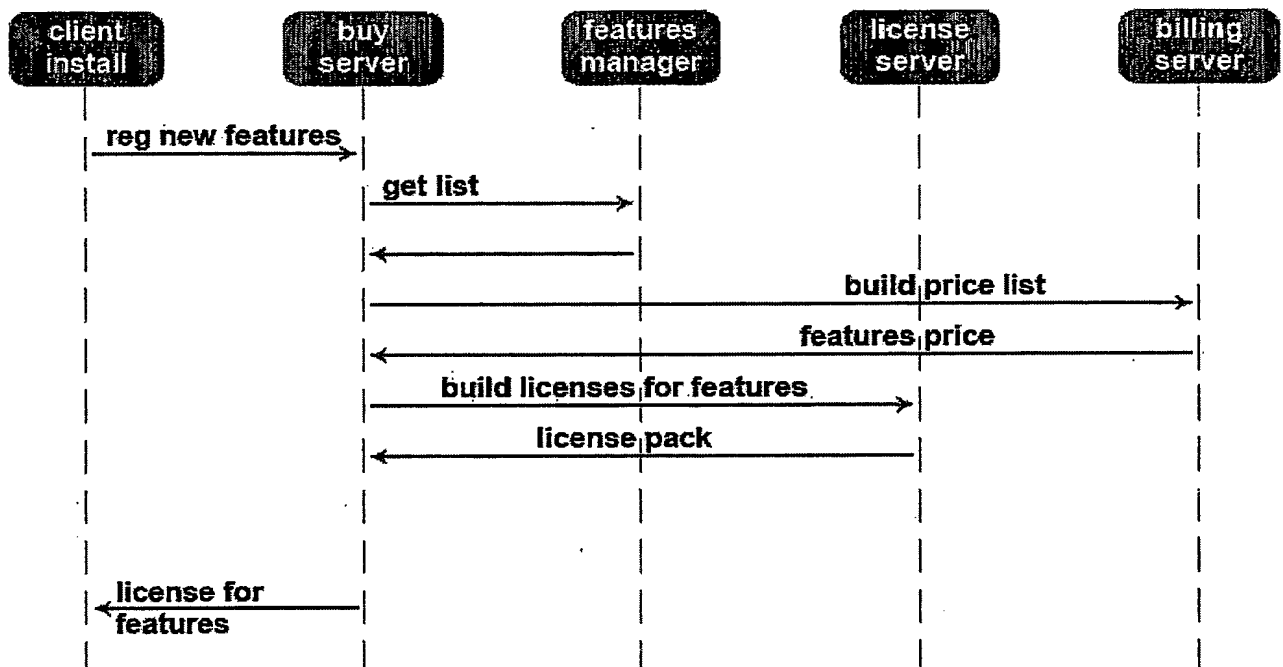 client
install
buy
server
features
manager
license
server
billing
server
reg new features
get list
build price list
features price
build licenses for features
license pack
license for
features